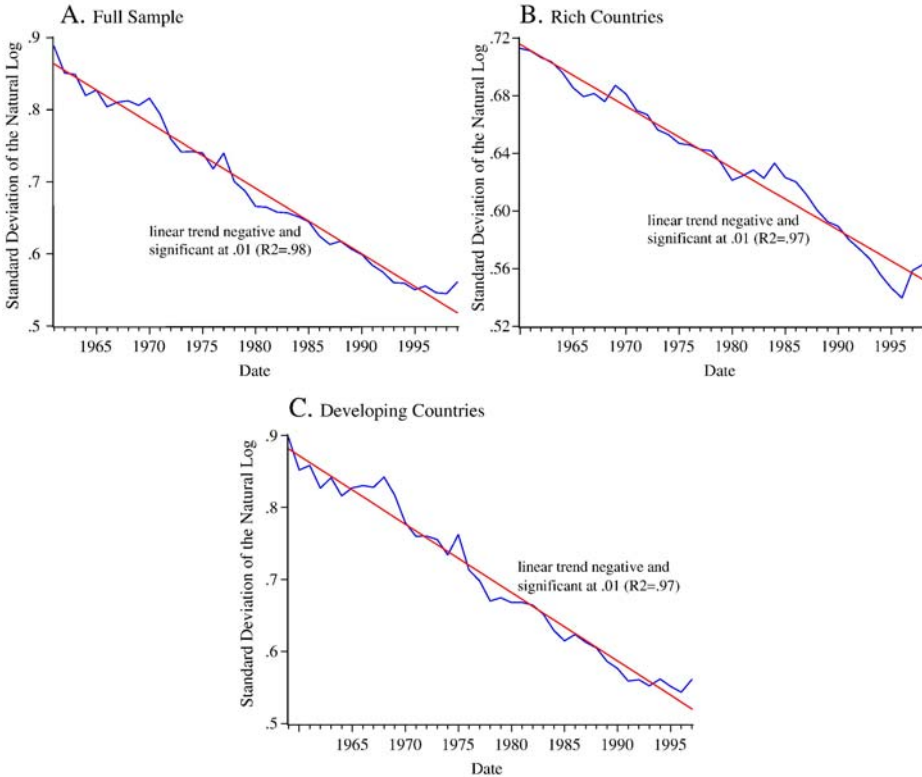 A. Full Sample
Standard Deviation of the Natural Log
.9
.8
.7
.6
.5
linear trend negative and
significant at .01 (R2=.98)
1965 1970 1975 1980 1985 1990 1995
Date
B. Rich Countries
Standard Deviation of the Natural Log
.72
.68
.64
.60
.56
.52
linear trend negative and
significant at .01 (R2=.97)
1965 1970 1975 1980 1985 1990 1995
Date
C. Developing Countries
Standard Deviation of the Natural Log
.9
.8
.7
.6
.5
linear trend negative and
significant at .01 (R2=.97)
1965 1970 1975 1980 1985 1990 1995
Date